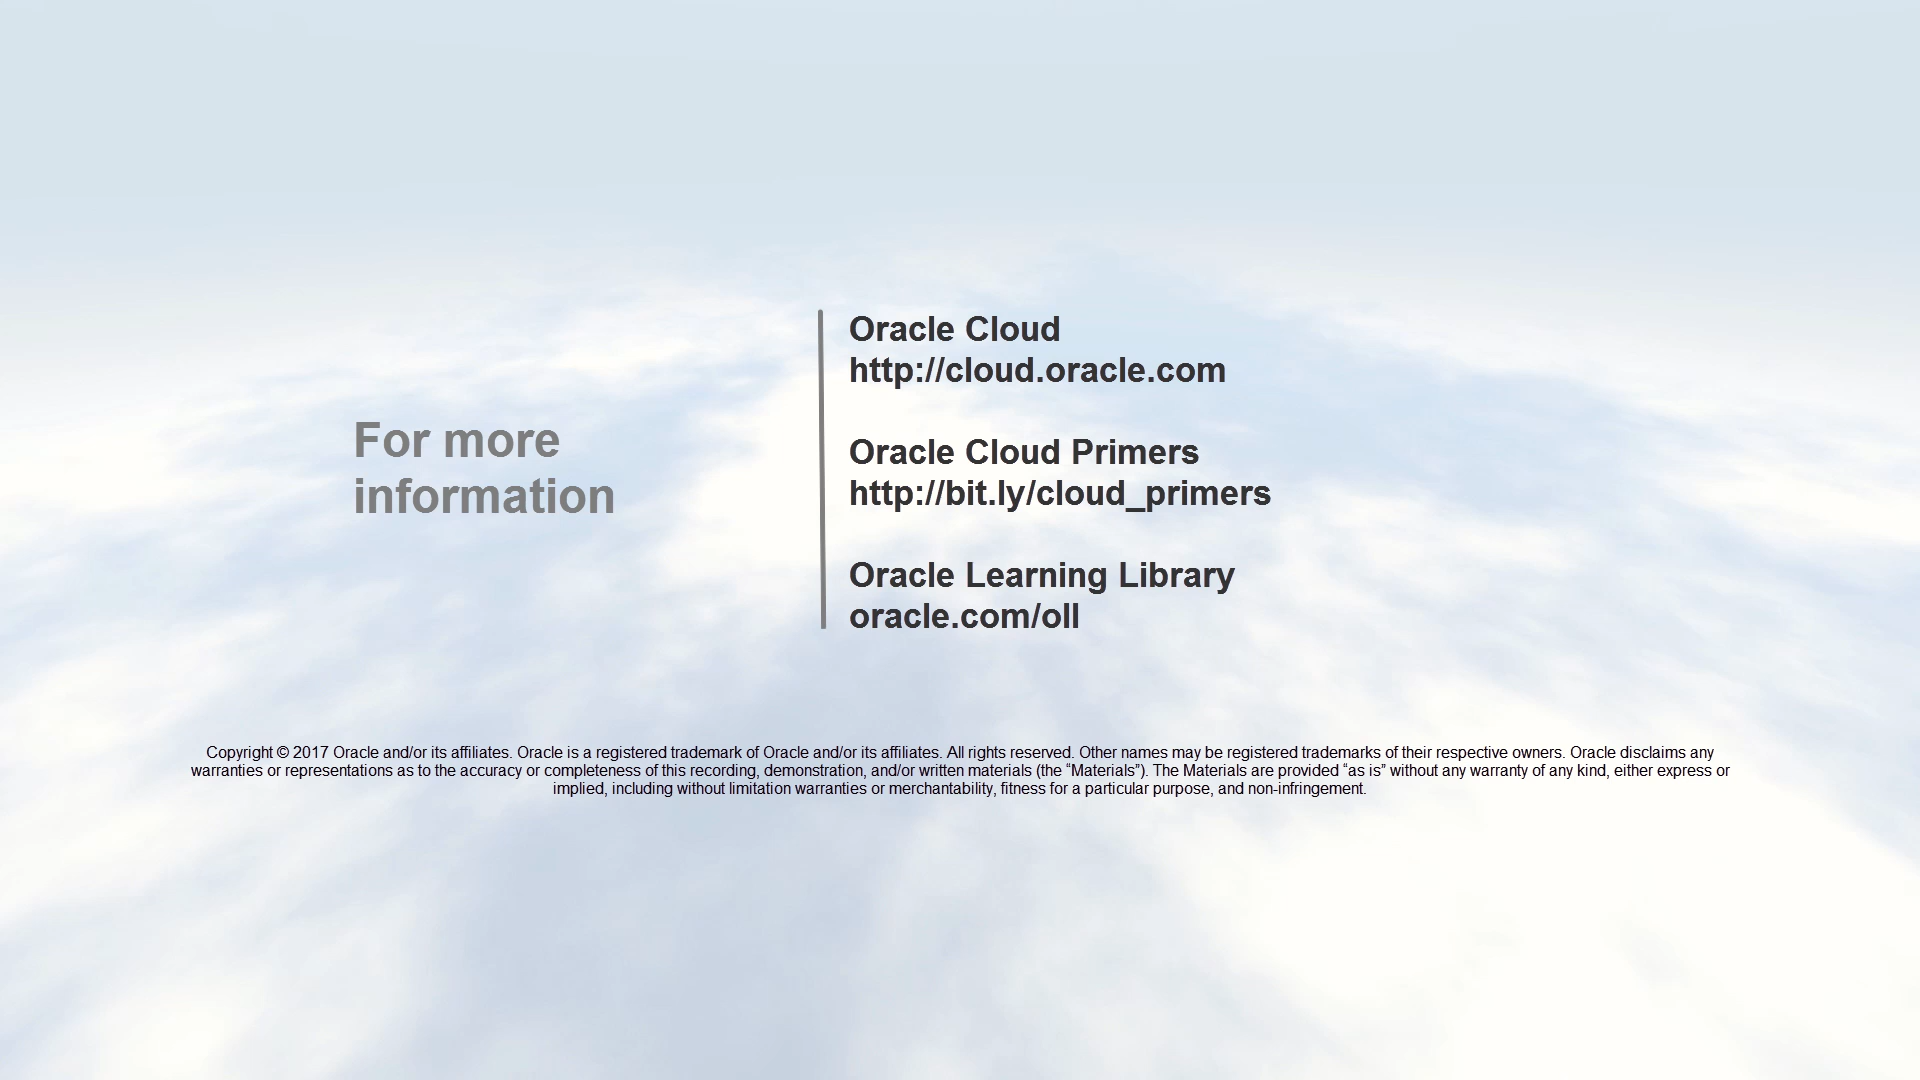 For more
information
Oracle Cloud
http://cloud.oracle.com
Oracle Cloud Primers
http://bit.ly/cloud_primers
Oracle Learning Library
oracle.com/oll
Copyright © 2017 Oracle and/or its affiliates. Oracle is a registered trademark of Oracle and/or its affiliates. All rights reserved. Other names may be registered trademarks of their respective owners. Oracle disclaims any
warranties or representations as to the accuracy or completeness of this recording, demonstration, and/or written materials (the “Materials”). The Materials are provided “as is” without any warranty of any kind, either express or
implied, including without limitation warranties or merchantability, fitness for a particular purpose, and non-infringement.